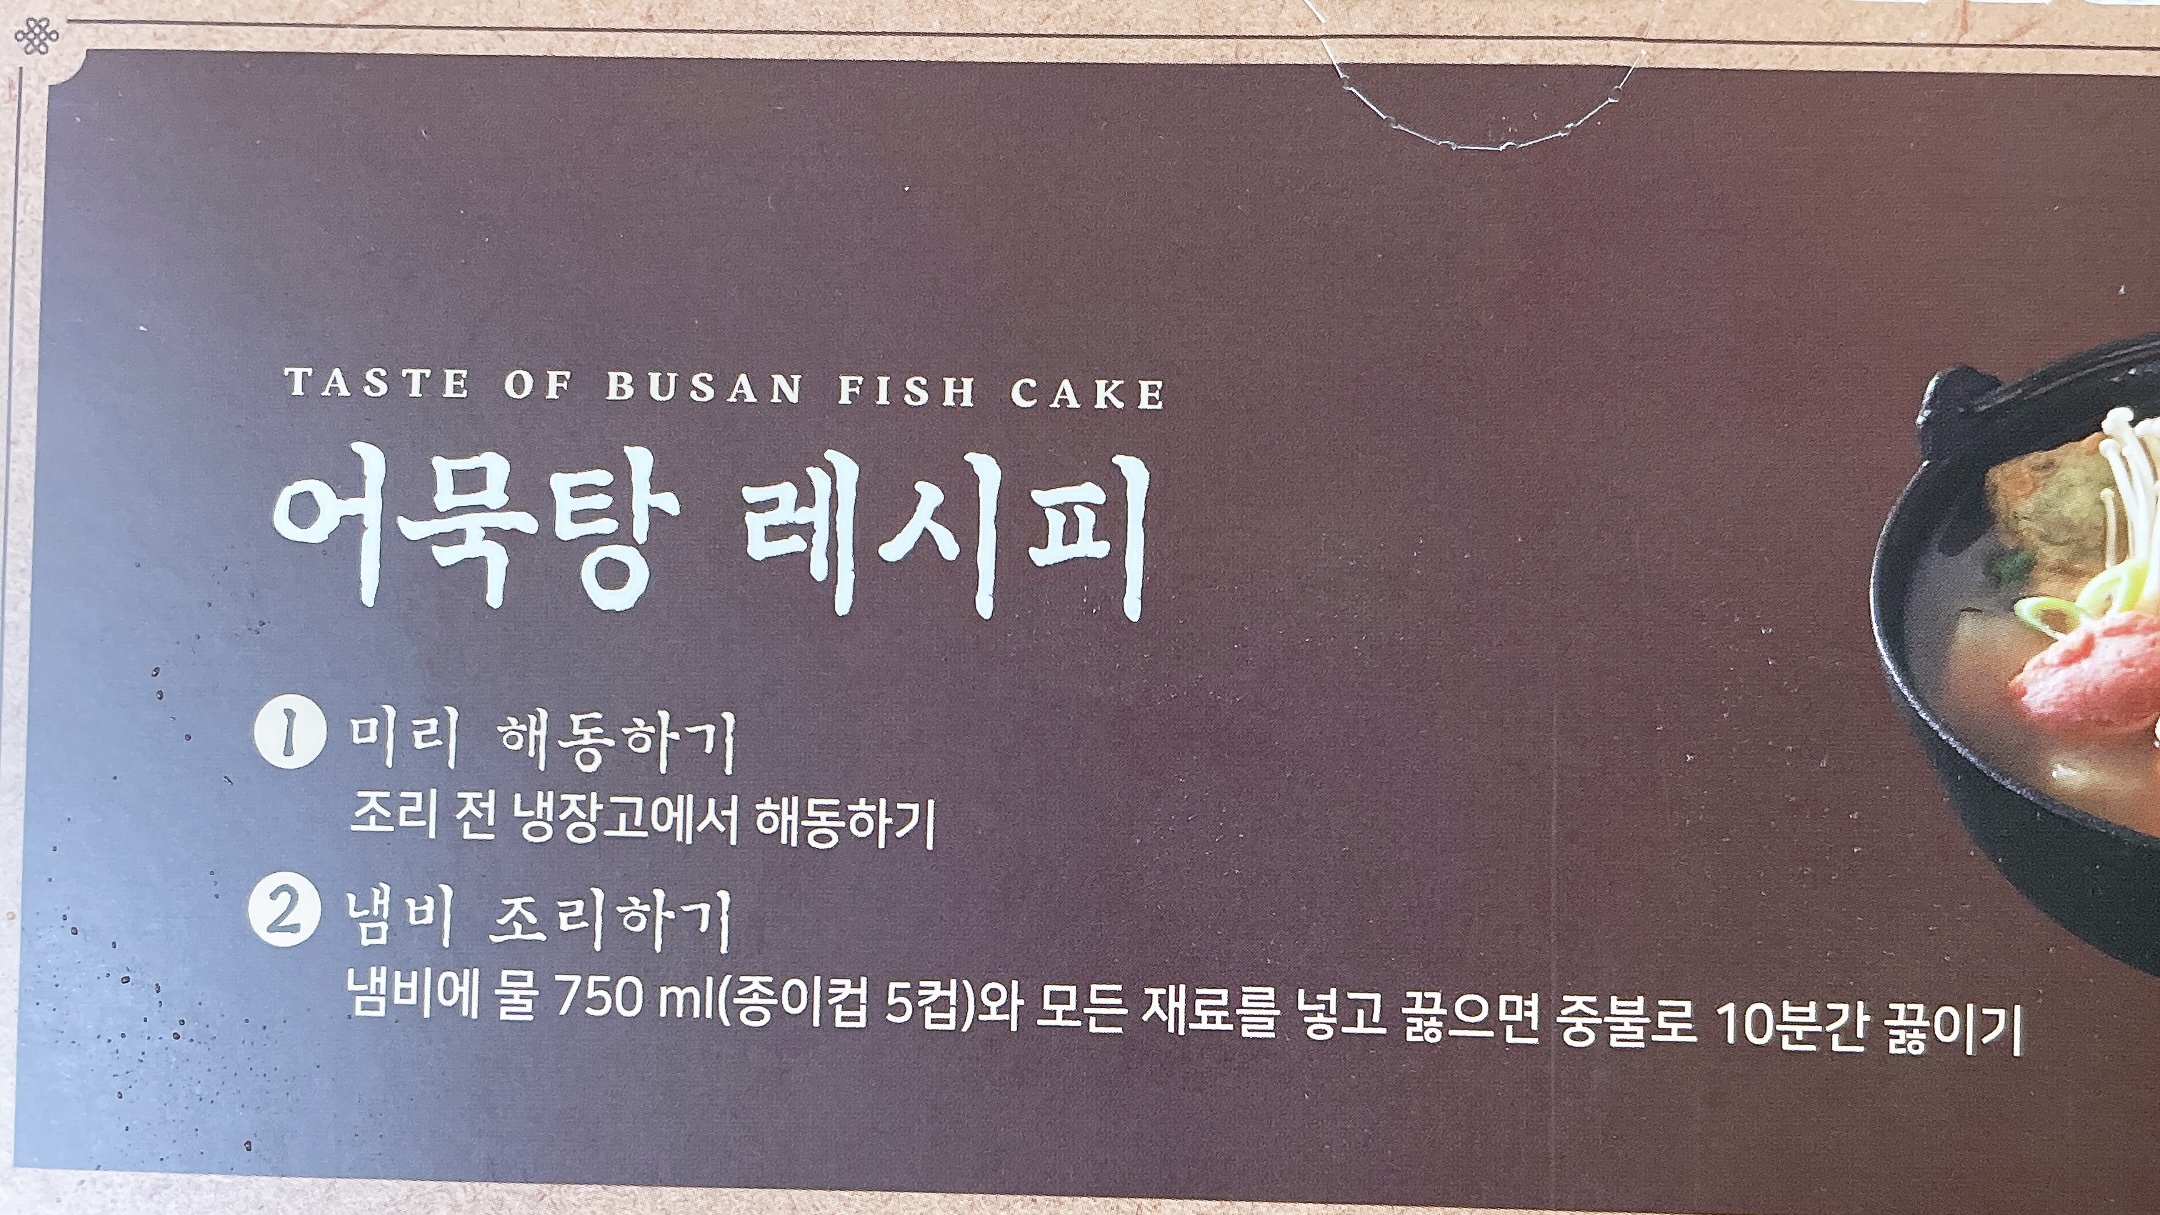 TASTE OF BUSAN FISH CAKE
어묵탕 레시피
1 미리 해동하기
조리 전 냉장고에서 해동하기
2 냄비 조리하기
냄비에 물 750 ml(종이컵 5컵)와 모든 재료를 넣고 끓으면 중불로 10분간 끓이기